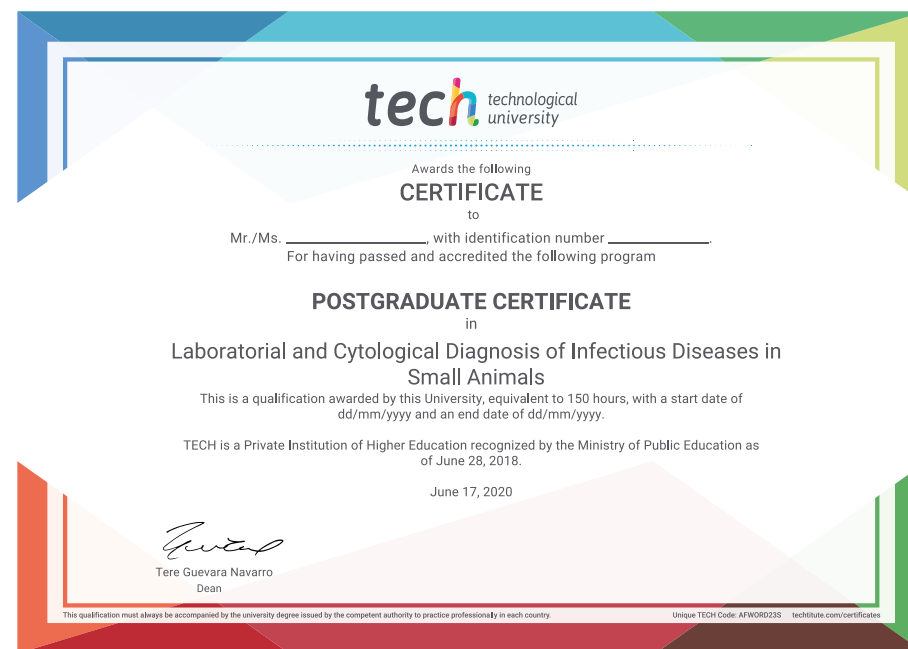 tech technological
university
Awards the following
CERTIFICATE
to
Mr./Ms. ____________________, with identification number ______________.
For having passed and accredited the following program
POSTGRADUATE CERTIFICATE
in
Laboratorial and Cytological Diagnosis of Infectious Diseases in
Small Animals
This is a qualification awarded by this University, equivalent to 150 hours, with a start date of
dd/mm/yyyy and an end date of dd/mm/yyyy.
TECH is a Private Institution of Higher Education recognized by the Ministry of Public Education as
of June 28, 2018.
June 17, 2020
Tere Guevara Navarro
Dean
This qualification must always be accompanied by the university degree issued by the competent authority to practice professionally in each country. Unique TECH Code: AFWORD23S techtitute.com/certificates